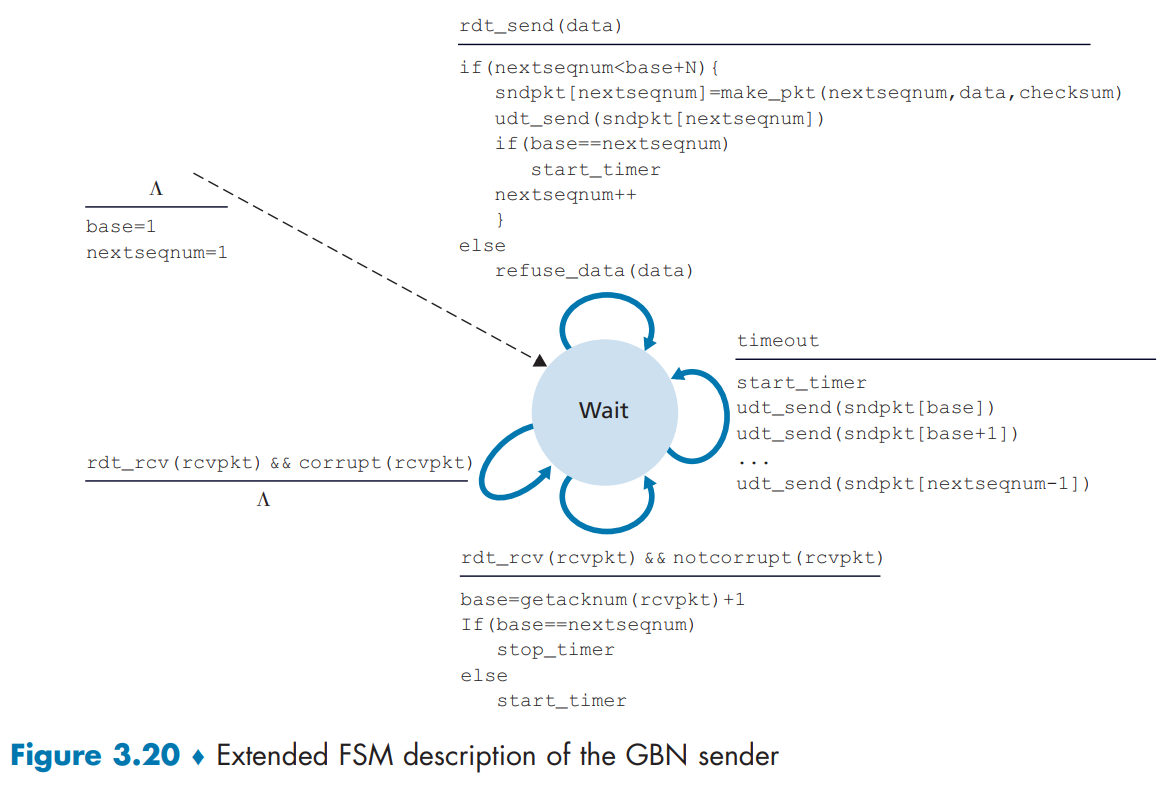 rdt_send(data)
if(nextseqnum<base+N){
sndpkt[nextseqnum]=make_pkt(nextseqnum,data,checksum)
udt_send(sndpkt[nextseqnum])
if(base==nextseqnum)
start_timer
nextseqnum++
}
else
refuse_data(data)
Λ
base=1
nextseqnum=1
Wait
timeout
start_timer
udt_send(sndpkt[base])
udt_send(sndpkt[base+1])
...
udt_send(sndpkt[nextseqnum-1])
rdt_rcv(rcvpkt) && corrupt(rcvpkt)
Λ
rdt_rcv(rcvpkt) && notcorrupt(rcvpkt)
base=getacknum(rcvpkt)+1
If(base==nextseqnum)
stop_timer
else
start_timer
Figure 3.20 ♦ Extended FSM description of the GBN sender